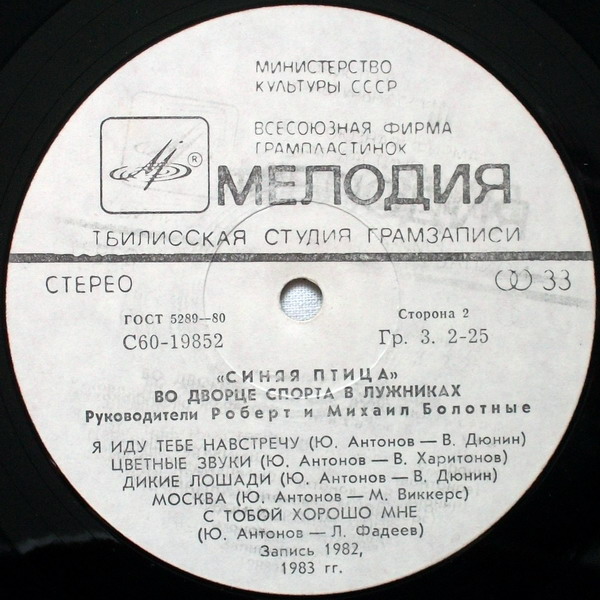 МИНИСТЕРСТВО
КУЛЬТУРЫ СССР
ВСЕСОЮЗНАЯ ФИРМА
ГРАМПЛАСТИНОК
®
МЕЛОДИЯ
ТБИЛИССКАЯ СТУДИЯ ГРАМЗАПИСИ
СТЕРЕО
33
ГОСТ 5289—80
Сторона 2
С60-19852
Гр. 3. 2-25
«СИНЯЯ ПТИЦА»
ВО ДВОРЦЕ СПОРТА В ЛУЖНИКАХ
Руководители Роберт и Михаил Болотные
Я ИДУ ТЕБЕ НАВСТРЕЧУ (Ю. Антонов — В. Дюнин)
ЦВЕТНЫЕ ЗВУКИ (Ю. Антонов — В. Харитонов)
ДИКИЕ ЛОШАДИ (Ю. Антонов — В. Дюнин)
МОСКВА (Ю. Антонов — М. Виккерс)
С ТОБОЙ ХОРОШО МНЕ
(Ю. Антонов — Л. Фадеев)
Запись 1982,
1983 гг.